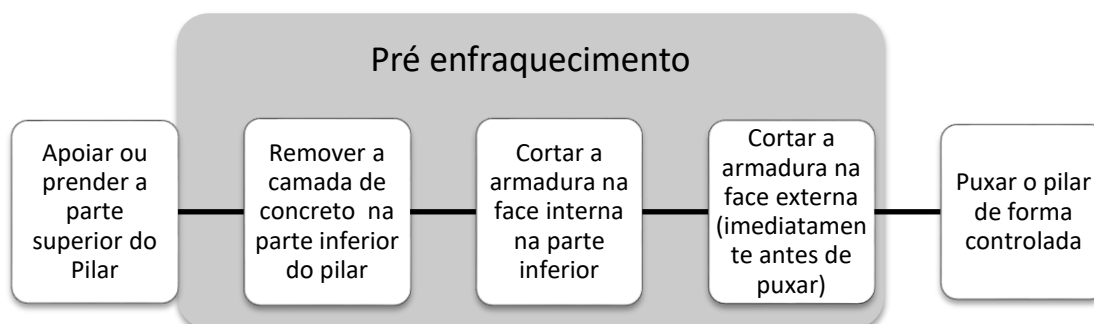 Pré enfraquecimento
Apoiar ou
prender a
parte
superior do
Pilar
Remover a
camada de
concreto na
parte inferior
do pilar
Cortar a
armadura na
face interna
na parte
inferior
Cortar a
armadura na
face externa
(imediatamen
te antes de
puxar)
Puxar o pilar
de forma
controlada